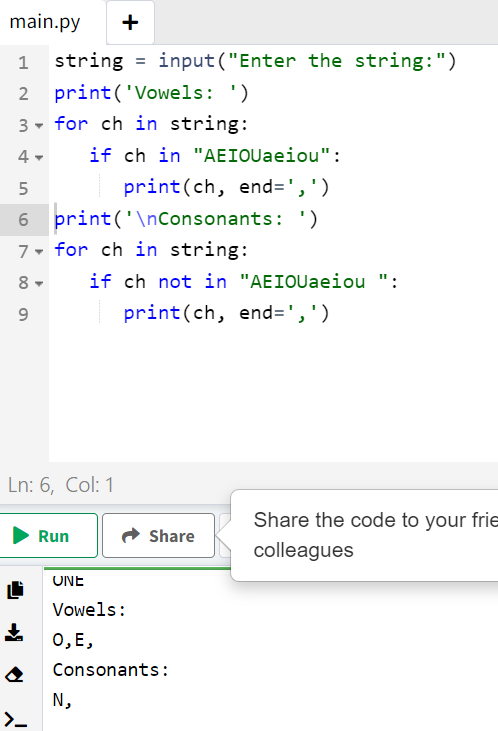 main.py +
1 string = input("Enter the string:")
2 print('Vowels: ')
3 for ch in string:
4 if ch in "AEIOUaeiou":
5 print(ch, end=',')
6 print('\nConsonants: ')
7 for ch in string:
8 if ch not in "AEIOUaeiou ":
9 print(ch, end=',')
Ln: 6, Col: 1
Run Share
Share the code to your frie
colleagues
ONE
Vowels:
O,E,
Consonants:
N,